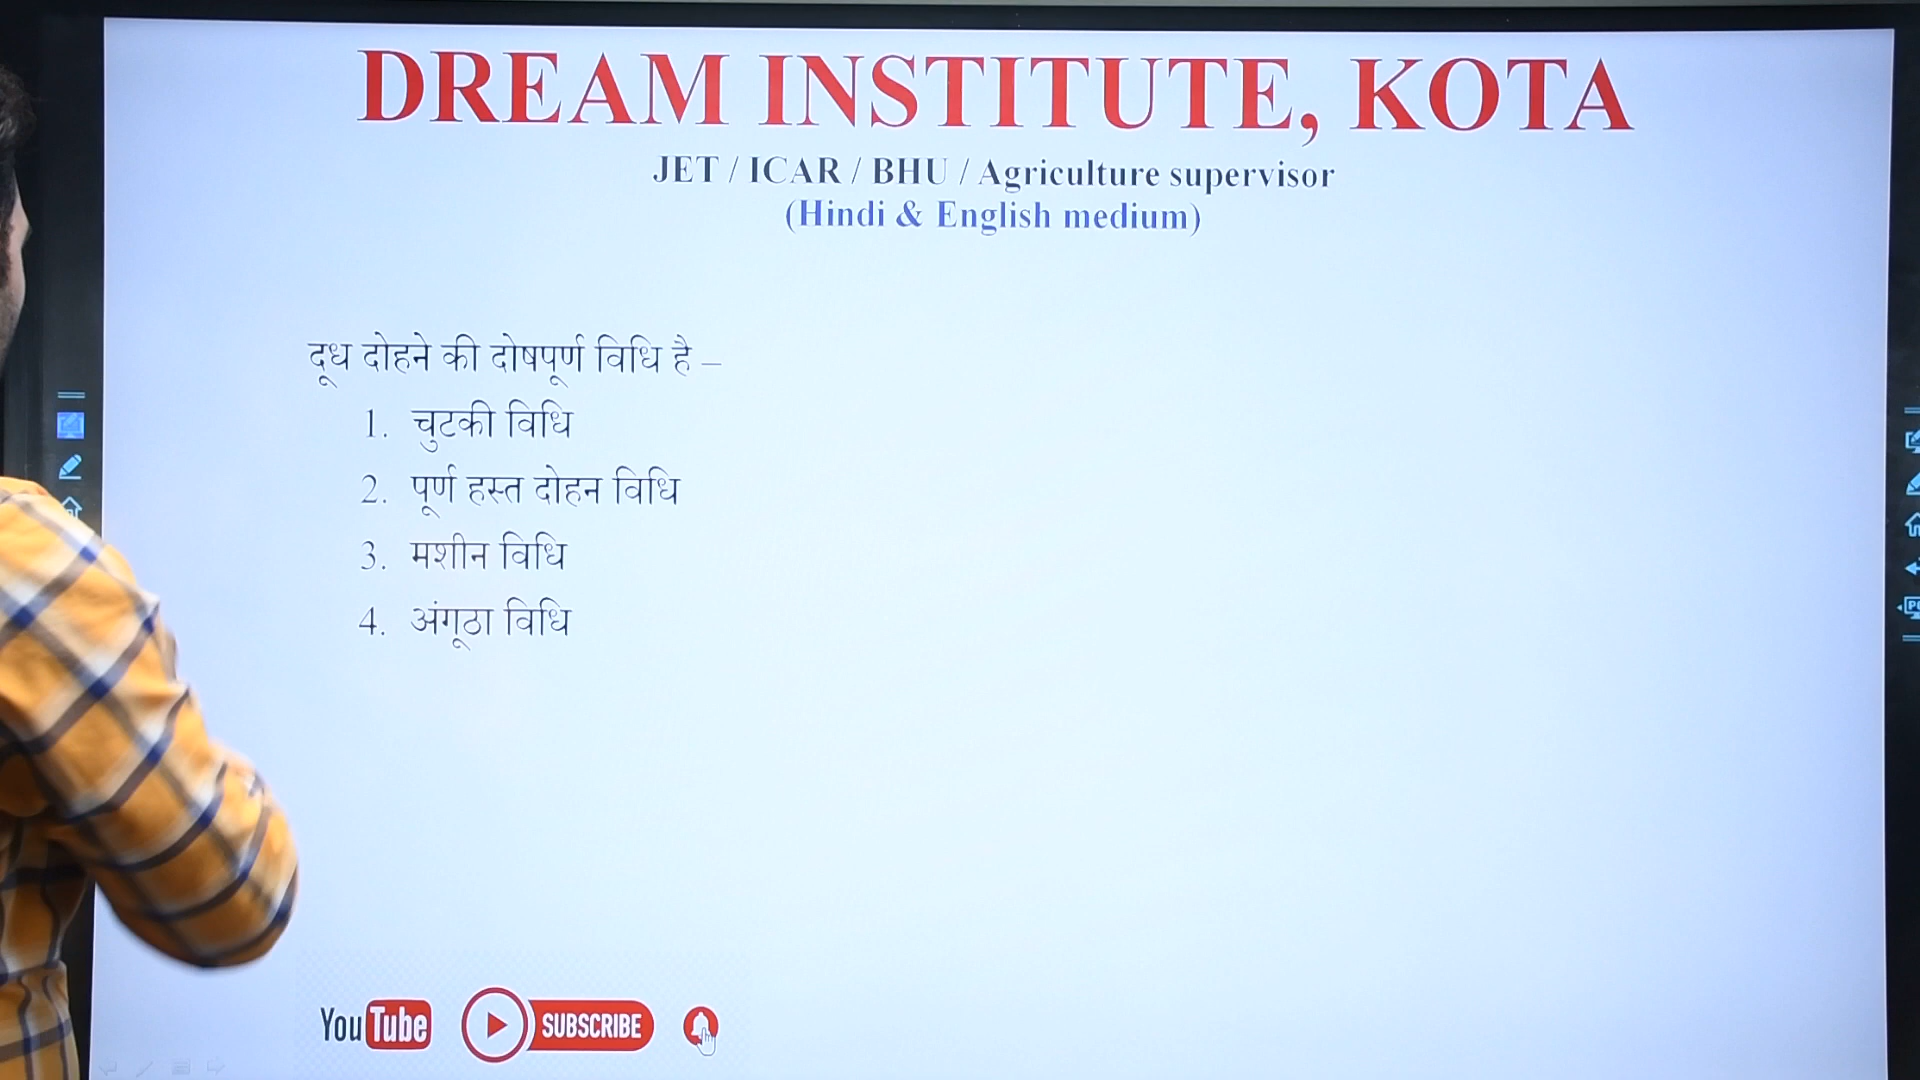 DREAM INSTITUTE, KOTA
JET / ICAR / BHU / Agriculture supervisor
(Hindi & English medium)
दूध दोहने की दोषपूर्ण विधि है –
1. चुटकी विधि
2. पूर्ण हस्त दोहन विधि
3. मशीन विधि
4. अंगूठा विधि
YouTube SUBSCRIBE